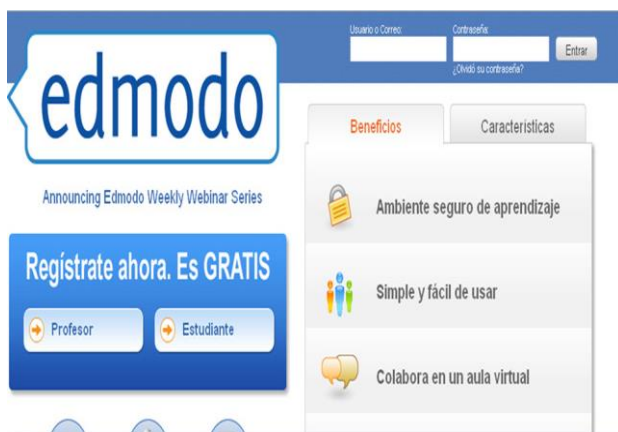 Usuario o Correo:
Contraseña:
Entrar
¿Olvidó su contraseña?
edmodo
Announcing Edmodo Weekly Webinar Series
Regístrate ahora. Es GRATIS
Profesor
Estudiante
Beneficios
Características
Ambiente seguro de aprendizaje
Simple y fácil de usar
Colabora en un aula virtual